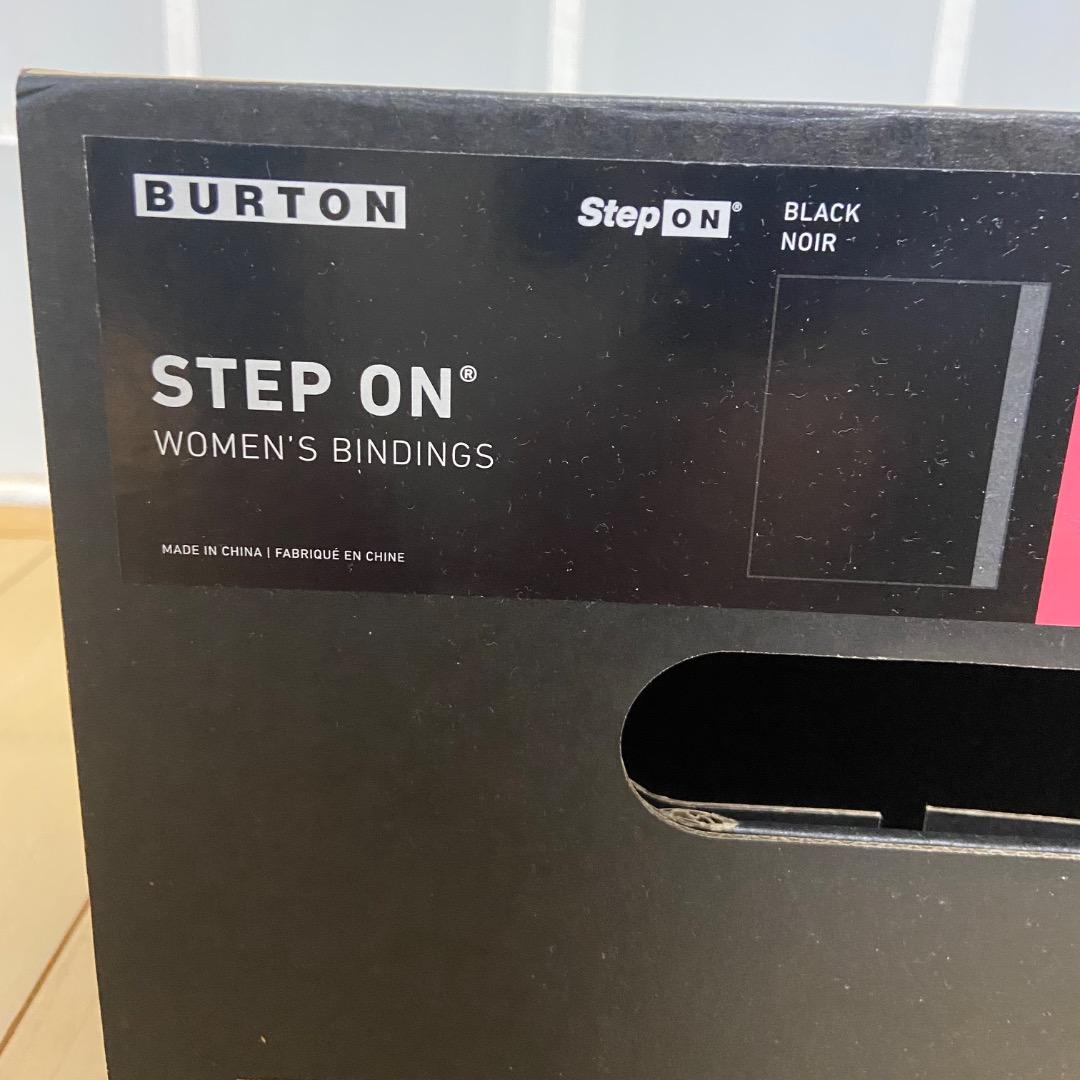 BURTON
StepON®
BLACK
NOIR
STEP ON®
WOMEN'S BINDINGS
MADE IN CHINA | FABRIQUÉ EN CHINE